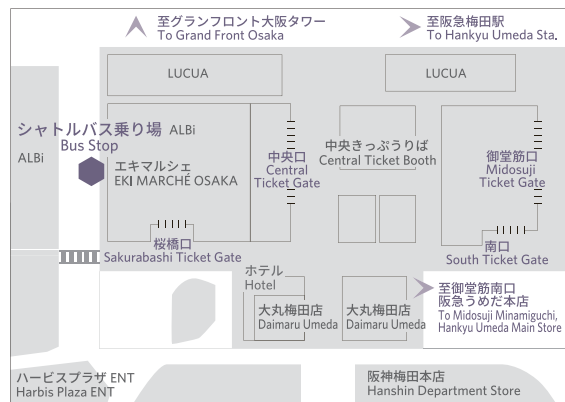 至グランフロント大阪タワー
To Grand Front Osaka
至阪急梅田駅
To Hankyu Umeda Sta.
LUCUA
LUCUA
シャトルバス乗り場
Bus Stop
ALBi
ALBi
エキマルシェ
EKI MARCHÉ OSAKA
中央口
Central
Ticket Gate
中央きっぷうりば
Central Ticket Booth
御堂筋口
Midosuji
Ticket Gate
桜橋口
Sakurabashi Ticket Gate
南口
South Ticket Gate
ホテル
Hotel
大丸梅田店
Daimaru Umeda
大丸梅田店
Daimaru Umeda
至御堂筋南口
阪急うめだ本店
To Midosuji Minamiguchi,
Hankyu Umeda Main Store
ハービスプラザ ENT
Harbis Plaza ENT
阪神梅田本店
Hanshin Department Store